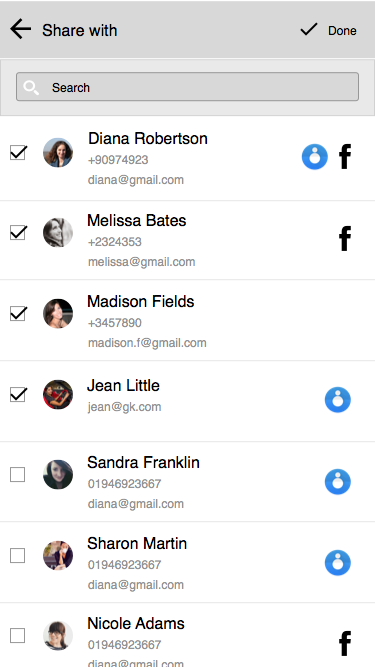 Share with
Done
Search
Diana Robertson
+90974923
diana@gmail.com
Melissa Bates
+2324353
melissa@gmail.com
Madison Fields
+3457890
madison.f@gmail.com
Jean Little
jean@gk.com
Sandra Franklin
01946923667
diana@gmail.com
Sharon Martin
01946923667
diana@gmail.com
Nicole Adams
01946923667
diana@gmail.com